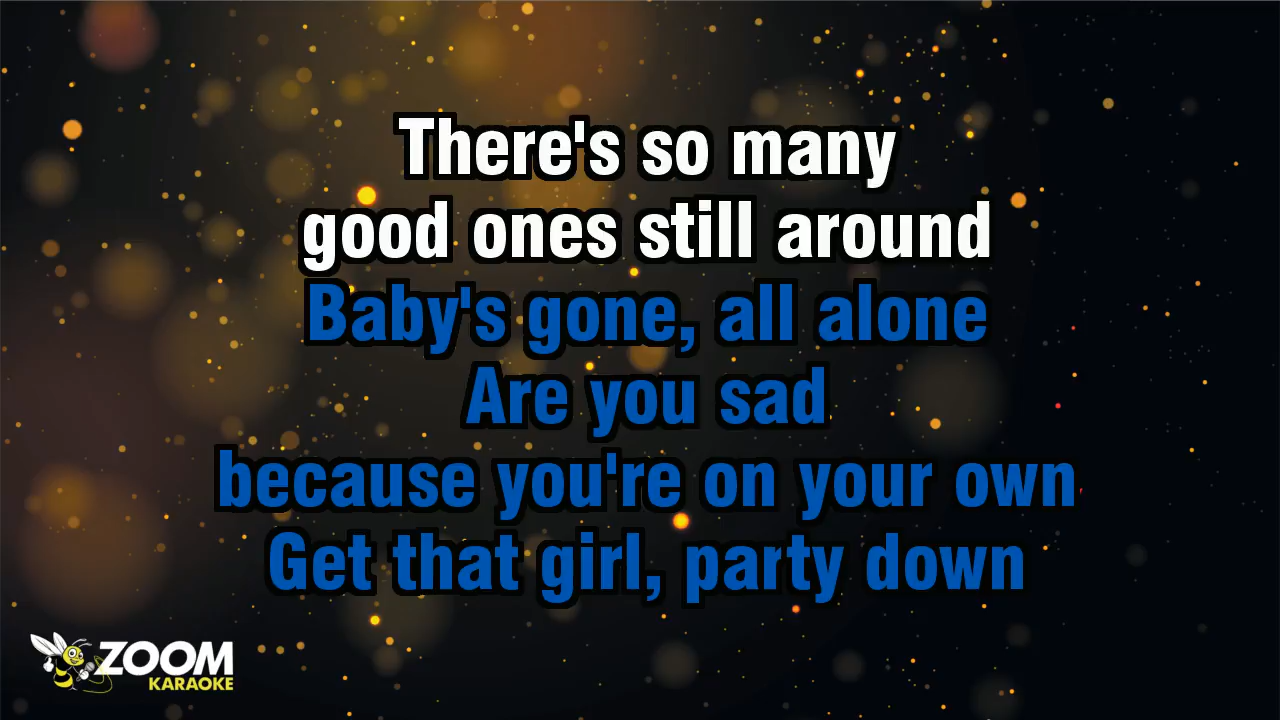 There's so many
good ones still around
Baby's gone, all alone
Are you sad
because you're on your own
Get that girl, party down
ZOOM
KARAOKE